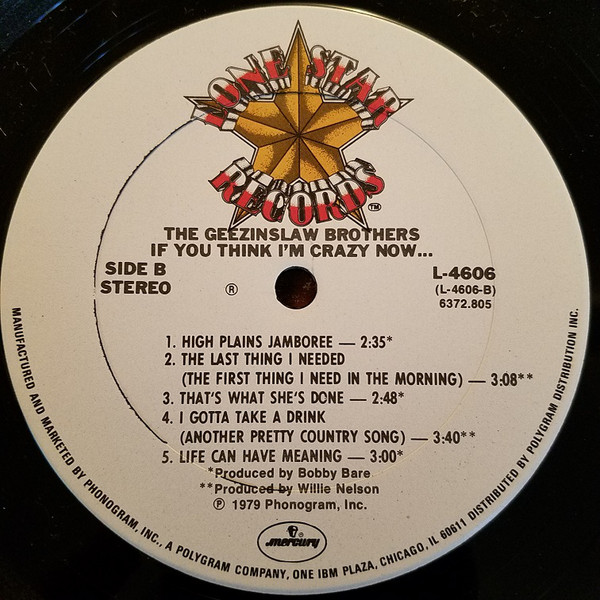 LONE STAR
RECORDS™
THE GEEZINSLAW BROTHERS
IF YOU THINK I'M CRAZY NOW...
SIDE B
STEREO
®
L-4606
(L-4606-B)
6372.805
1. HIGH PLAINS JAMBOREE — 2:35*
2. THE LAST THING I NEEDED
(THE FIRST THING I NEED IN THE MORNING) — 3:08**
3. THAT'S WHAT SHE'S DONE — 2:48*
4. I GOTTA TAKE A DRINK
(ANOTHER PRETTY COUNTRY SONG) — 3:40**
5. LIFE CAN HAVE MEANING — 3:00*
*Produced by Bobby Bare
**Produced by Willie Nelson
℗ 1979 Phonogram, Inc.
mercury
MANUFACTURED AND MARKETED BY PHONOGRAM, INC., A POLYGRAM COMPANY, ONE IBM PLAZA, CHICAGO, IL 60611 DISTRIBUTED BY POLYGRAM DISTRIBUTION INC.